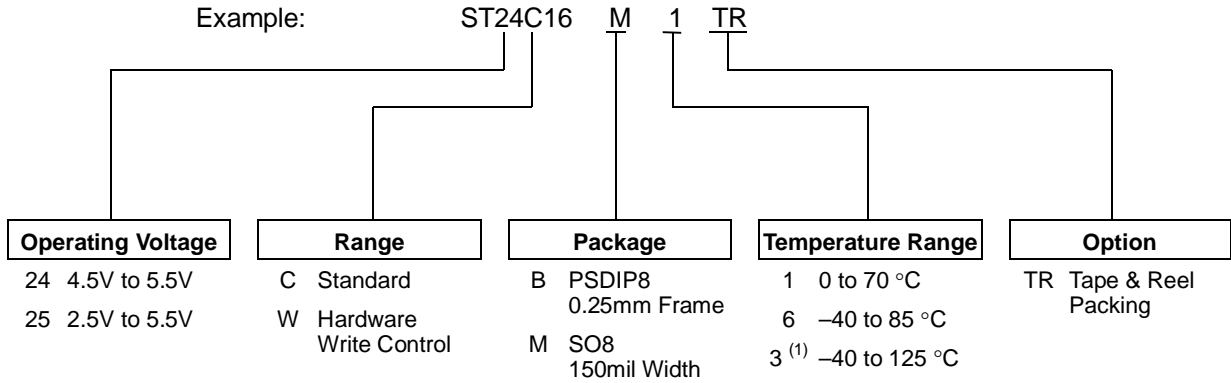 Example: ST24C16 M 1 TR
Operating Voltage
24 4.5V to 5.5V
25 2.5V to 5.5V
Range
C Standard
W Hardware
Write Control
Package
B PSDIP8
0.25mm Frame
M SO8
150mil Width
Temperature Range
1 0 to 70 °C
6 –40 to 85 °C
3 (1) –40 to 125 °C
Option
TR Tape & Reel
Packing